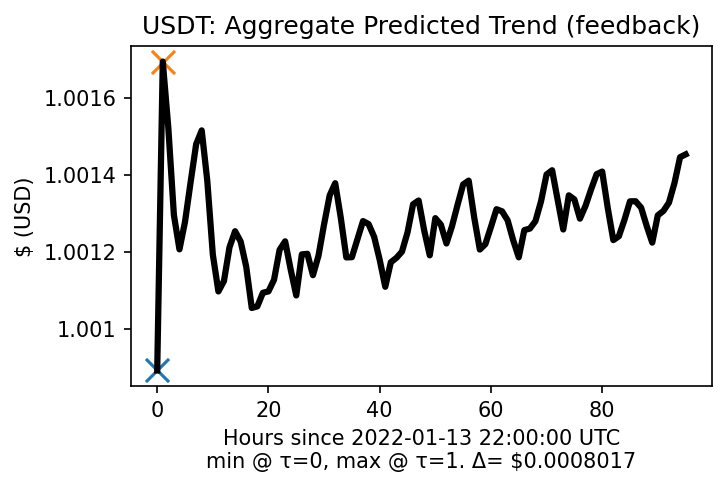 USDT: Aggregate Predicted Trend (feedback)
$ (USD)
1.0016
1.0014
1.0012
1.001
0 20 40 60 80
Hours since 2022-01-13 22:00:00 UTC
min @ τ=0, max @ τ=1. Δ= $0.0008017